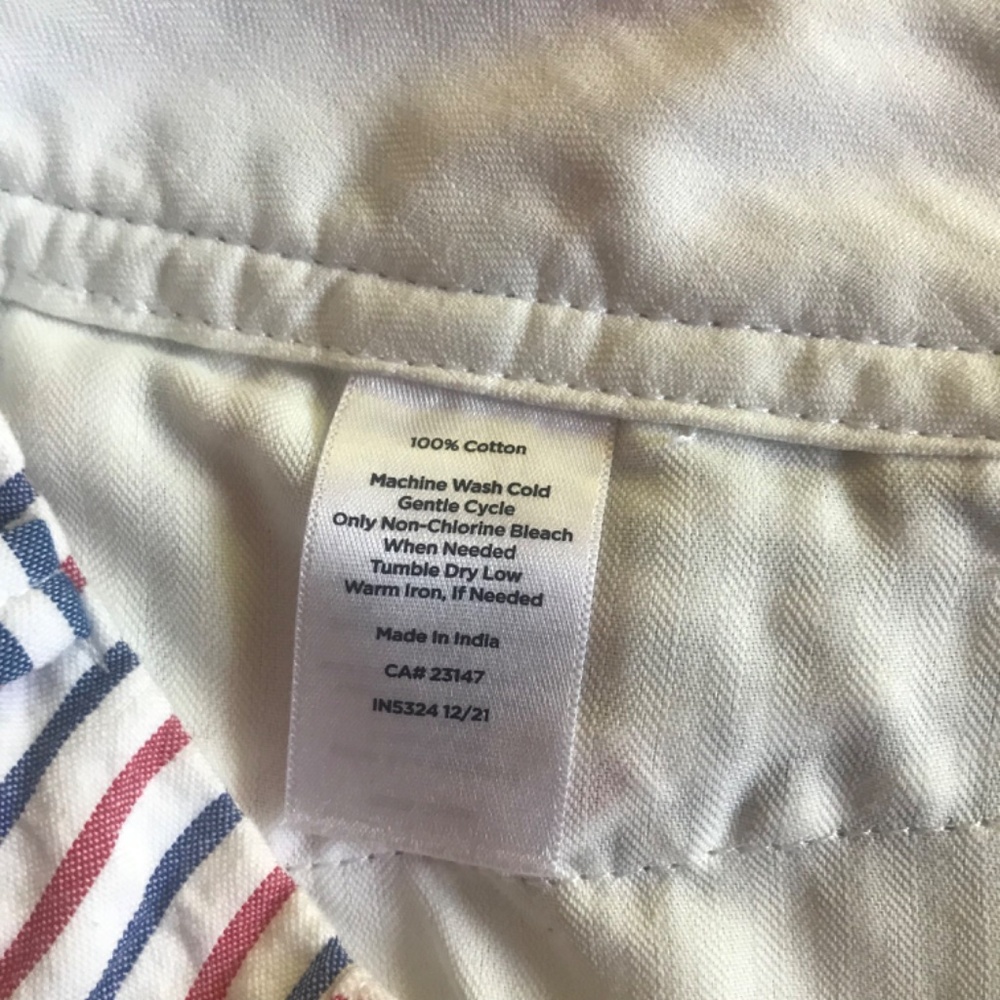 100% Cotton
Machine Wash Cold
Gentle Cycle
Only Non-Chlorine Bleach
When Needed
Tumble Dry Low
Warm Iron, If Needed
Made In India
CA# 23147
IN5324 12/21